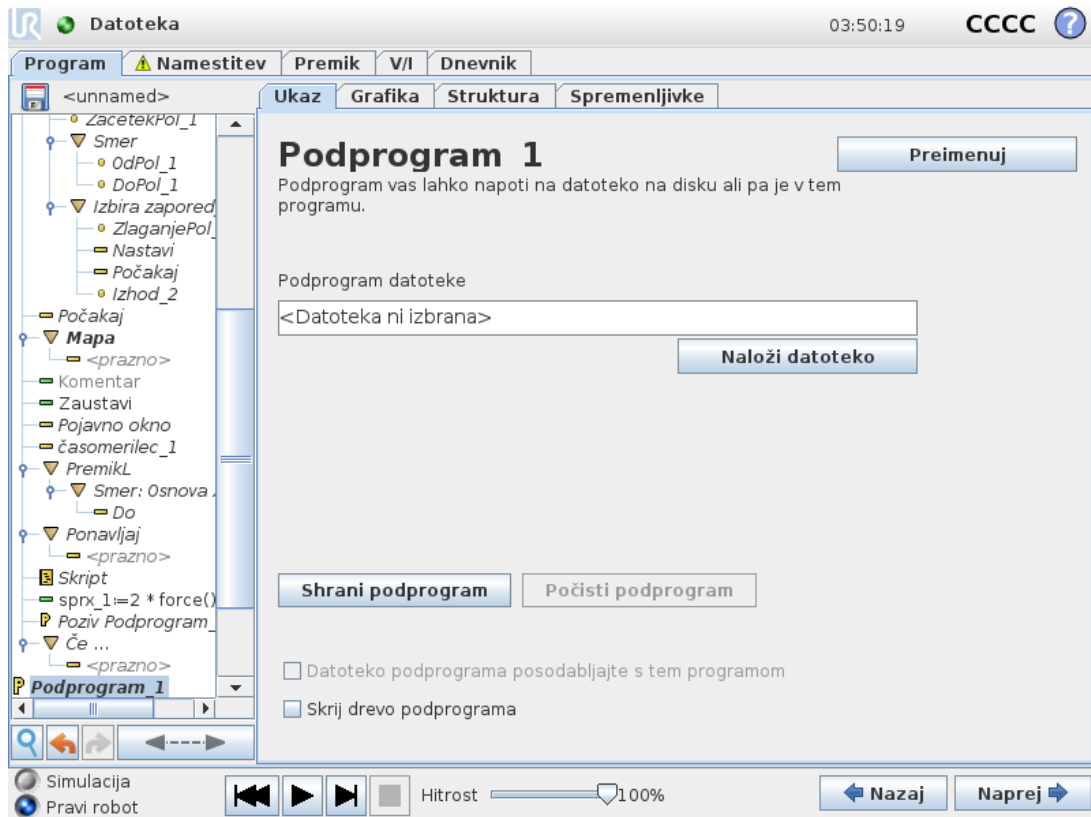 UR Datoteka 03:50:19 CCCC ?
Program Namestitev Premik V/I Dnevnik
<unnamed>
Ukaz Grafika Struktura Spremenljivke
ZacetekPol_1
Smer
OdPol_1
DoPol_1
Izbira zapored
ZlaganjePol_
Nastavi
Počakaj
Izhod_2
Počakaj
Mapa
<prazno>
Komentar
Zaustavi
Pojavno okno
časomerilec_1
PremikL
Smer: Osnova
Do
Ponavljaj
<prazno>
Skript
sprx_1:=2 * force()
P Poziv Podprogram_
Če ...
<prazno>
P Podprogram_1
Podprogram 1
Preimenuj
Podprogram vas lahko napoti na datoteko na disku ali pa je v tem
programu.
Podprogram datoteke
<Datoteka ni izbrana>
Naloži datoteko
Shrani podprogram Počisti podprogram
Datoteko podprograma posodabljajte s tem programom
Skrij drevo podprograma
Simulacija
Pravi robot
Hitrost 100%
Nazaj Naprej